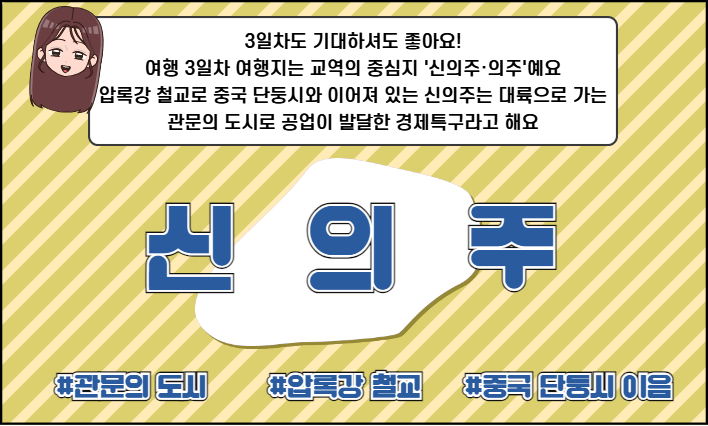 3일차도 기대하셔도 좋아요!
여행 3일차 여행지는 교역의 중심지 '신의주·의주'예요
압록강 철교로 중국 단둥시와 이어져 있는 신의주는 대륙으로 가는
관문의 도시로 공업이 발달한 경제특구라고 해요
신 의 주
#관문의 도시 #압록강 철교 #중국 단둥시 이음